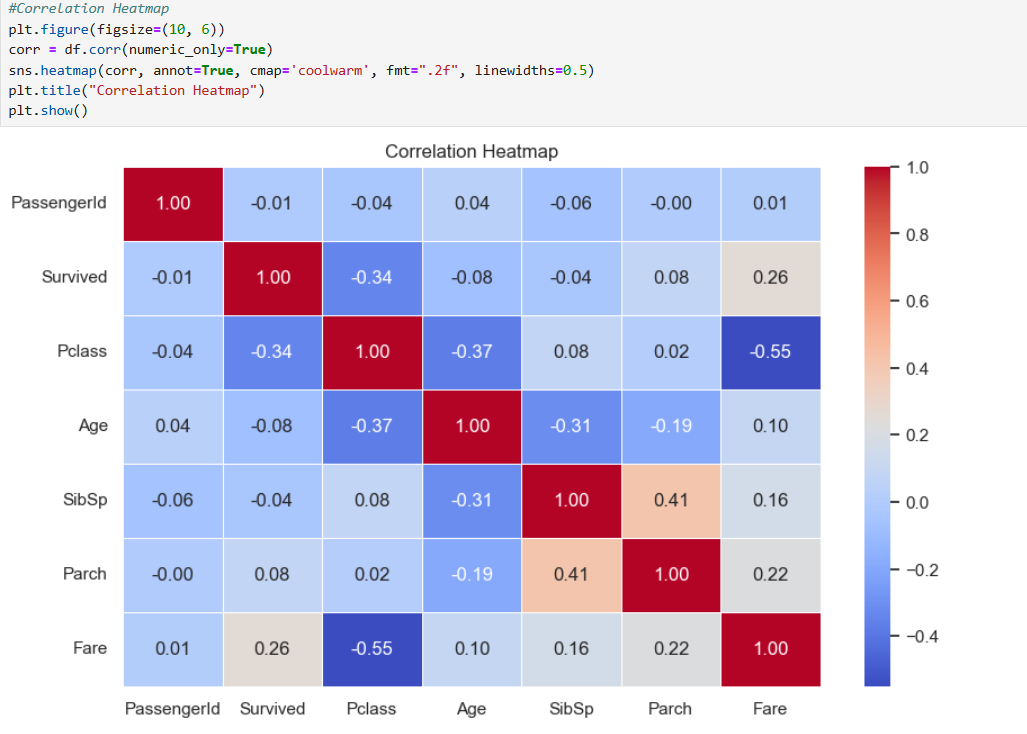 #Correlation Heatmap
plt.figure(figsize=(10, 6))
corr = df.corr(numeric_only=True)
sns.heatmap(corr, annot=True, cmap='coolwarm', fmt=".2f", linewidths=0.5)
plt.title("Correlation Heatmap")
plt.show()
Correlation Heatmap
PassengerId 1.00 -0.01 -0.04 0.04 -0.06 -0.00 0.01
Survived -0.01 1.00 -0.34 -0.08 -0.04 0.08 0.26
Pclass -0.04 -0.34 1.00 -0.37 0.08 0.02 -0.55
Age 0.04 -0.08 -0.37 1.00 -0.31 -0.19 0.10
SibSp -0.06 -0.04 0.08 -0.31 1.00 0.41 0.16
Parch -0.00 0.08 0.02 -0.19 0.41 1.00 0.22
Fare 0.01 0.26 -0.55 0.10 0.16 0.22 1.00
PassengerId Survived Pclass Age SibSp Parch Fare
1.0
0.8
0.6
0.4
0.2
0.0
−0.2
−0.4